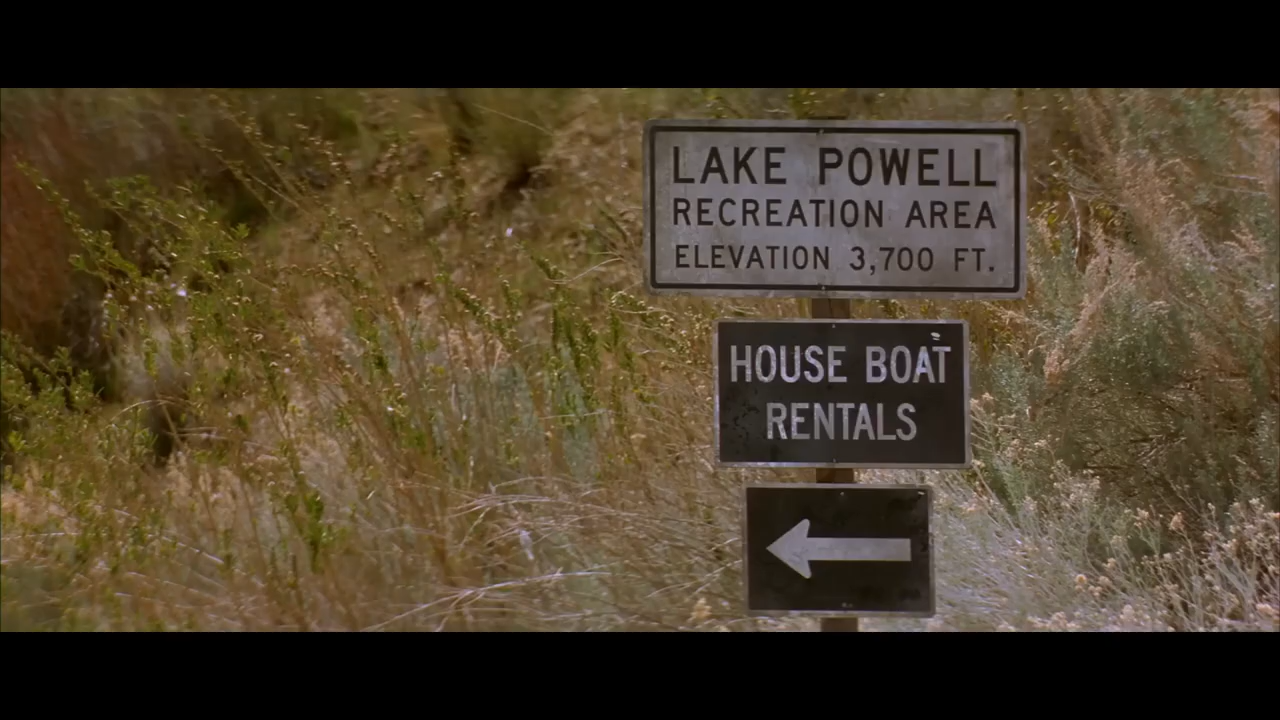 LAKE POWELL
RECREATION AREA
ELEVATION 3,700 FT.
HOUSE BOAT
RENTALS